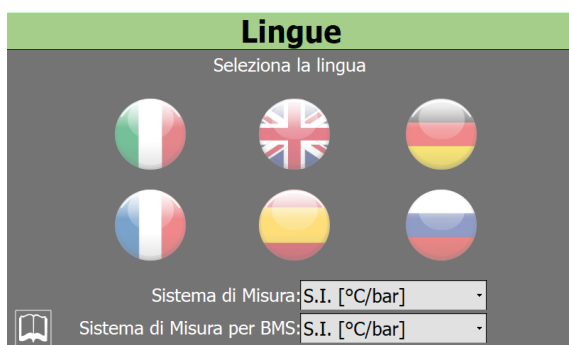 Lingue
Seleziona la lingua
Sistema di Misura: S.I. [°C/bar]
Sistema di Misura per BMS: S.I. [°C/bar]